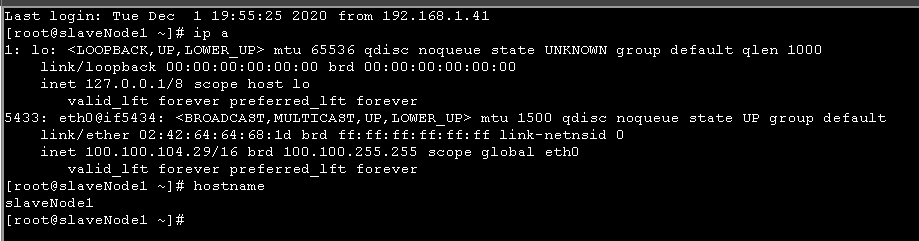 Last login: Tue Dec  1 19:55:25 2020 from 192.168.1.41
[root@slaveNode1 ~]# ip a
1: lo: <LOOPBACK,UP,LOWER_UP> mtu 65536 qdisc noqueue state UNKNOWN group default qlen 1000
    link/loopback 00:00:00:00:00:00 brd 00:00:00:00:00:00
    inet 127.0.0.1/8 scope host lo
       valid_lft forever preferred_lft forever
5433: eth0@if5434: <BROADCAST,MULTICAST,UP,LOWER_UP> mtu 1500 qdisc noqueue state UP group default
    link/ether 02:42:64:64:68:1d brd ff:ff:ff:ff:ff:ff link-netnsid 0
    inet 100.100.104.29/16 brd 100.100.255.255 scope global eth0
       valid_lft forever preferred_lft forever
[root@slaveNode1 ~]# hostname
slaveNode1
[root@slaveNode1 ~]#